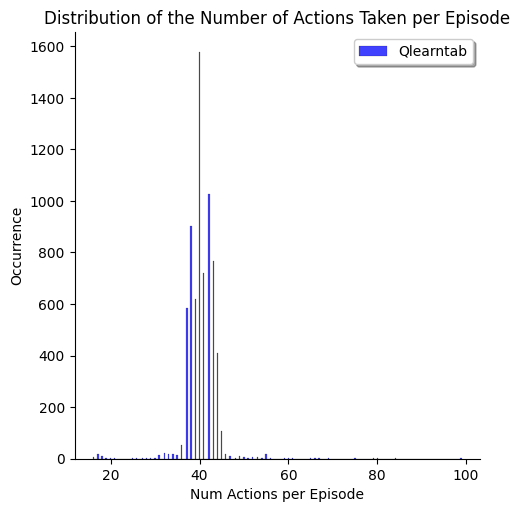 Distribution of the Number of Actions Taken per Episode
Qlearntab
1600
1400
1200
1000
800
600
400
200
0
Occurrence
20 40 60 80 100
Num Actions per Episode